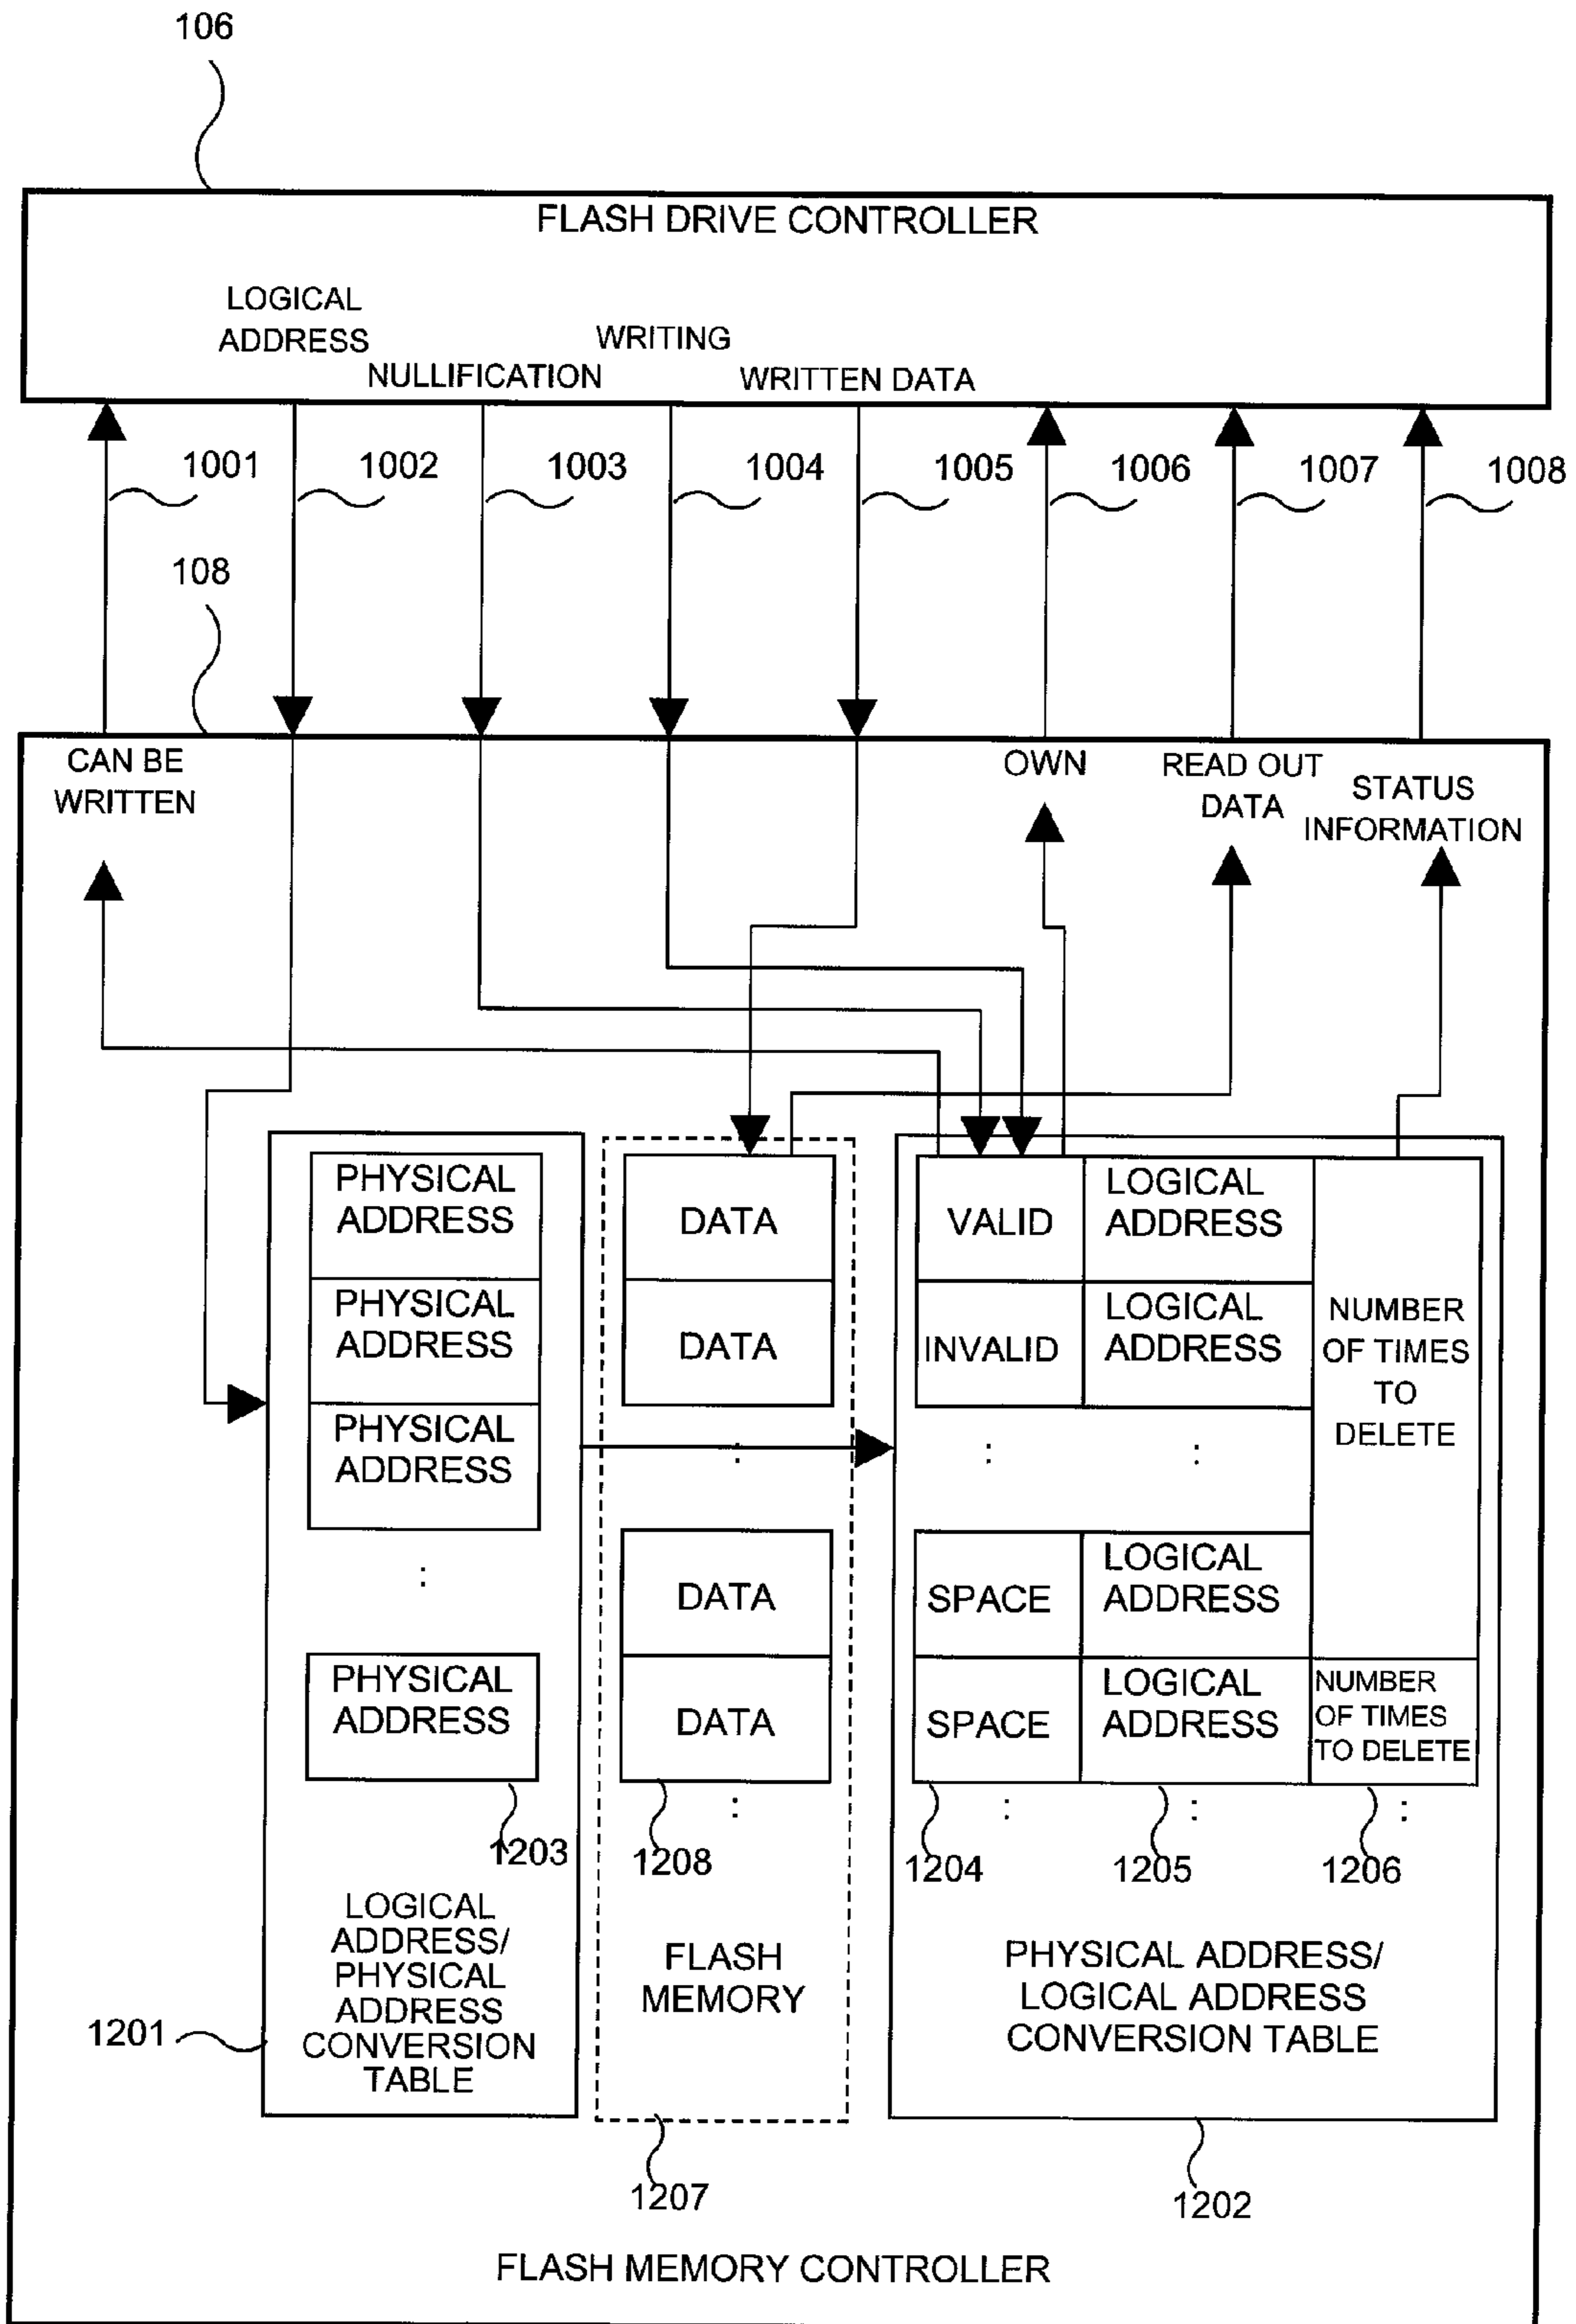 106
FLASH DRIVE CONTROLLER
LOGICAL
ADDRESS
NULLIFICATION
WRITING
WRITTEN DATA
1001
1002
1003
1004
1005
1006
1007
1008
108
CAN BE
WRITTEN
OWN
READ OUT
DATA
STATUS
INFORMATION
PHYSICAL
ADDRESS
PHYSICAL
ADDRESS
PHYSICAL
ADDRESS
:
PHYSICAL
ADDRESS
1203
LOGICAL
ADDRESS/
PHYSICAL
ADDRESS
CONVERSION
TABLE
1201
DATA
DATA
:
DATA
DATA
:
1208
FLASH
MEMORY
1207
VALID
LOGICAL
ADDRESS
INVALID
LOGICAL
ADDRESS
: :
SPACE
LOGICAL
ADDRESS
SPACE
LOGICAL
ADDRESS
NUMBER
OF TIMES
TO
DELETE
NUMBER
OF TIMES
TO DELETE
: : :
1204
1205
1206
PHYSICAL ADDRESS/
LOGICAL ADDRESS
CONVERSION TABLE
1202
FLASH MEMORY CONTROLLER